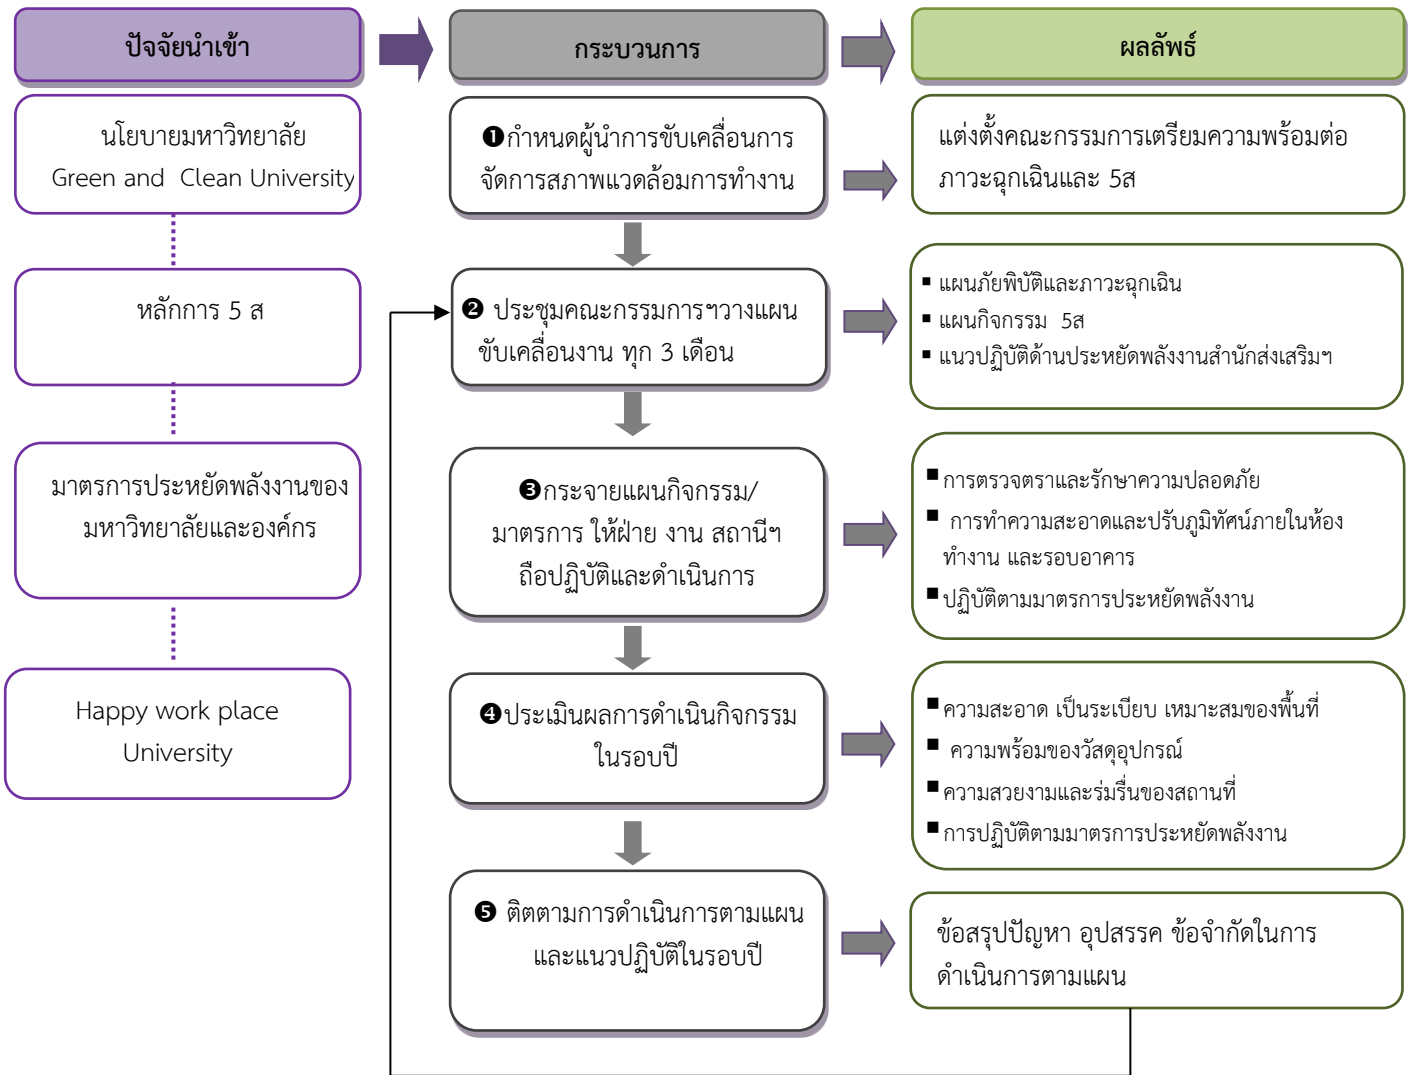 ปัจจัยนำเข้า
กระบวนการ
ผลลัพธ์
นโยบายมหาวิทยาลัย
Green and Clean University
หลักการ 5 ส
มาตรการประหยัดพลังงานของ
มหาวิทยาลัยและองค์กร
Happy work place
University
❶กำหนดผู้นำการขับเคลื่อนการ
จัดการสภาพแวดล้อมการทำงาน
❷ ประชุมคณะกรรมการฯวางแผน
ขับเคลื่อนงาน ทุก 3 เดือน
❸กระจายแผนกิจกรรม/
มาตรการ ให้ฝ่าย งาน สถานีฯ
ถือปฏิบัติและดำเนินการ
❹ประเมินผลการดำเนินกิจกรรม
ในรอบปี
❺ ติตตามการดำเนินการตามแผน
และแนวปฏิบัติในรอบปี
แต่งตั้งคณะกรรมการเตรียมความพร้อมต่อ
ภาวะฉุกเฉินและ 5ส
▪ แผนภัยพิบัติและภาวะฉุกเฉิน
▪ แผนกิจกรรม 5ส
▪ แนวปฏิบัติด้านประหยัดพลังงานสำนักส่งเสริมฯ
▪ การตรวจตราและรักษาความปลอดภัย
▪ การทำความสะอาดและปรับภูมิทัศน์ภายในห้อง
ทำงาน และรอบอาคาร
▪ ปฏิบัติตามมาตรการประหยัดพลังงาน
▪ ความสะอาด เป็นระเบียบ เหมาะสมของพื้นที่
▪ ความพร้อมของวัสดุอุปกรณ์
▪ ความสวยงามและร่มรื่นของสถานที่
▪ การปฏิบัติตามมาตรการประหยัดพลังงาน
ข้อสรุปปัญหา อุปสรรค ข้อจำกัดในการ
ดำเนินการตามแผน